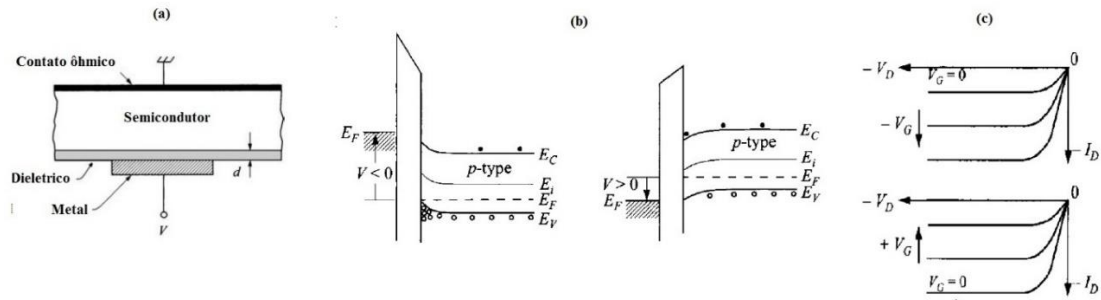 (a)
Contato ôhmico
Semicondutor
Dieletrico
d
Metal
V
(b)
E_F
V < 0
E_C
p-type
E_i
E_F
E_V
V > 0
E_F
E_C
p-type
E_i
E_F
E_V
(c)
0
– V_D
V_G = 0
– V_G
– I_D
0
– V_D
+ V_G
V_G = 0
– I_D